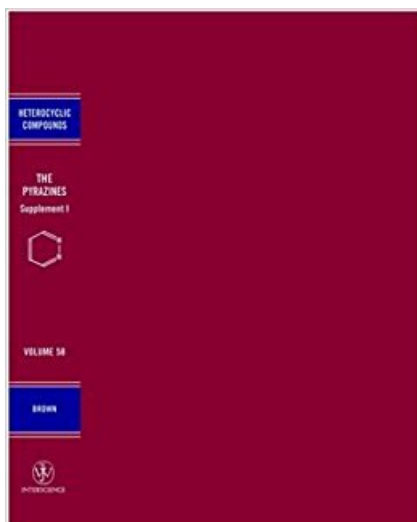 HETEROCYCLIC
COMPOUNDS
THE
PYRAZINES
Supplement I
VOLUME 58
BROWN
INTERSCIENCE